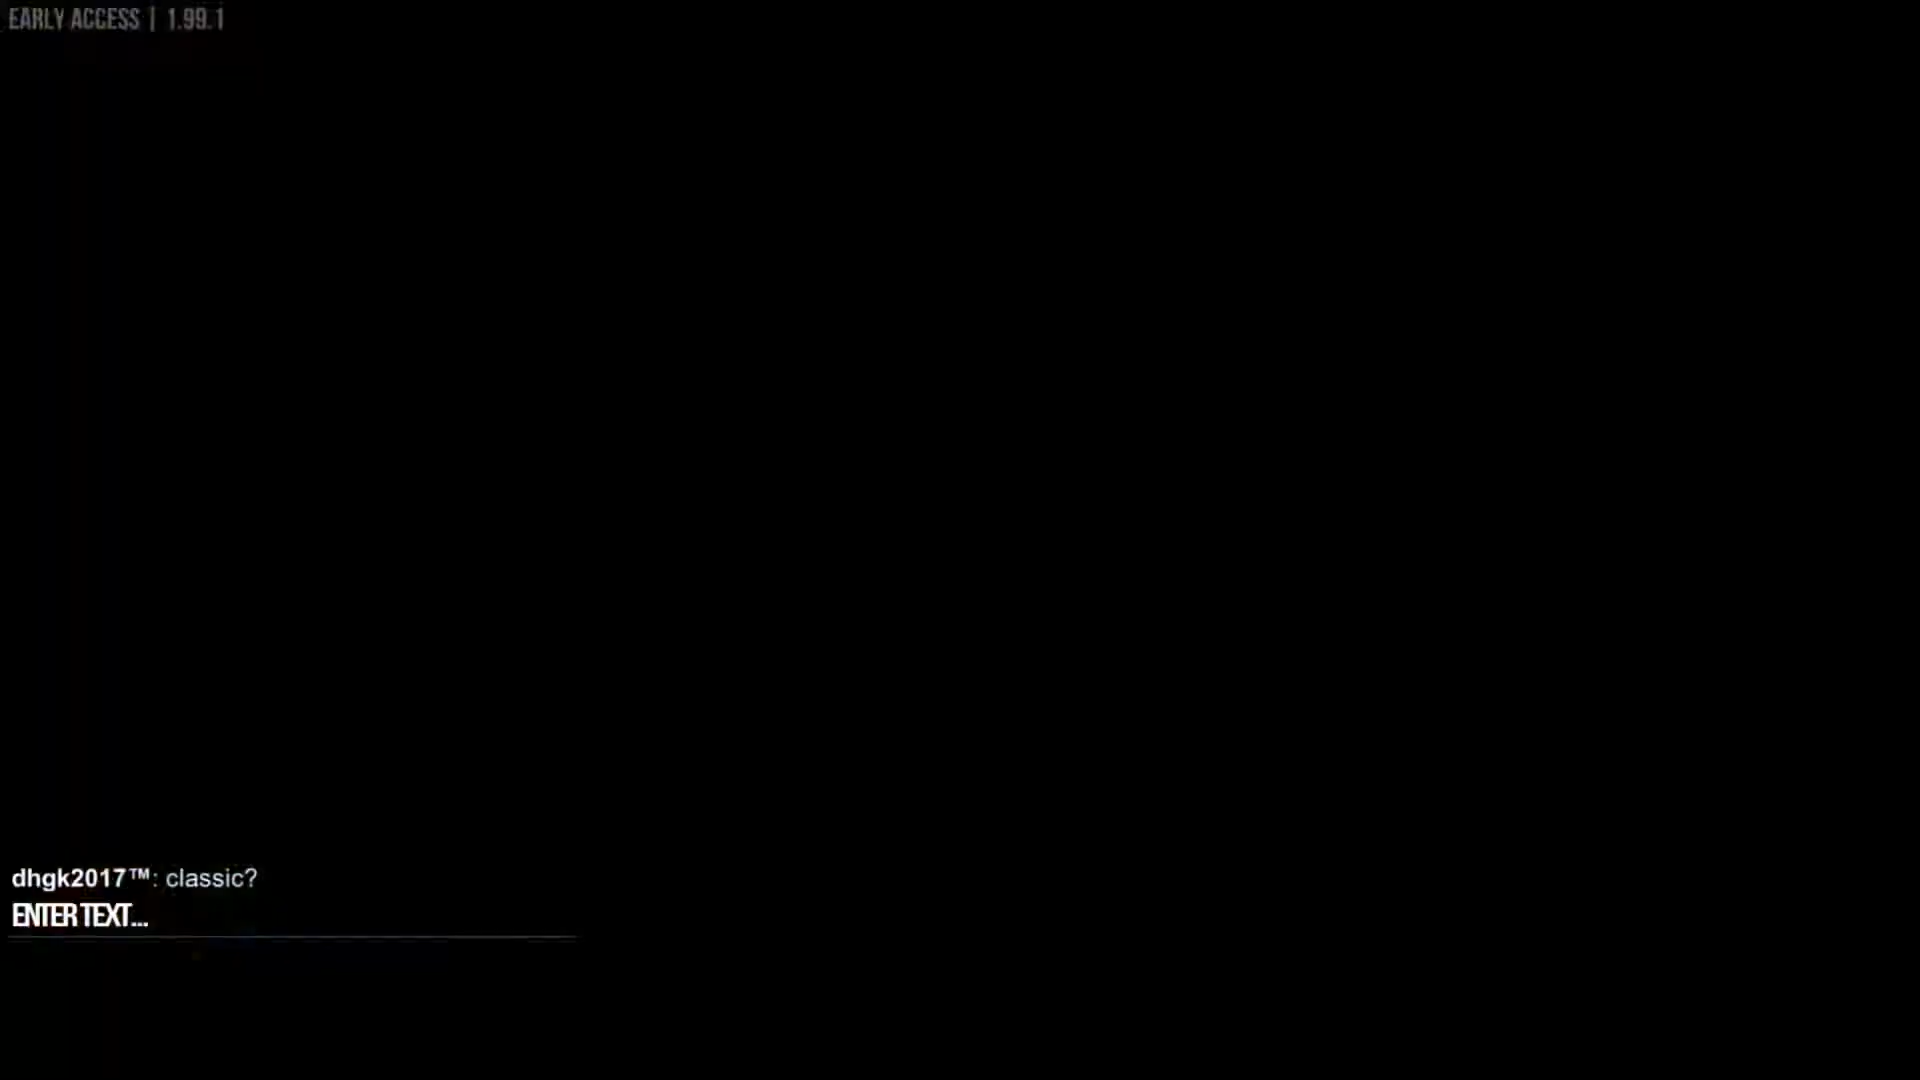 EARLY ACCESS | 1.99.1
dhgk2017™: classic?
ENTER TEXT...